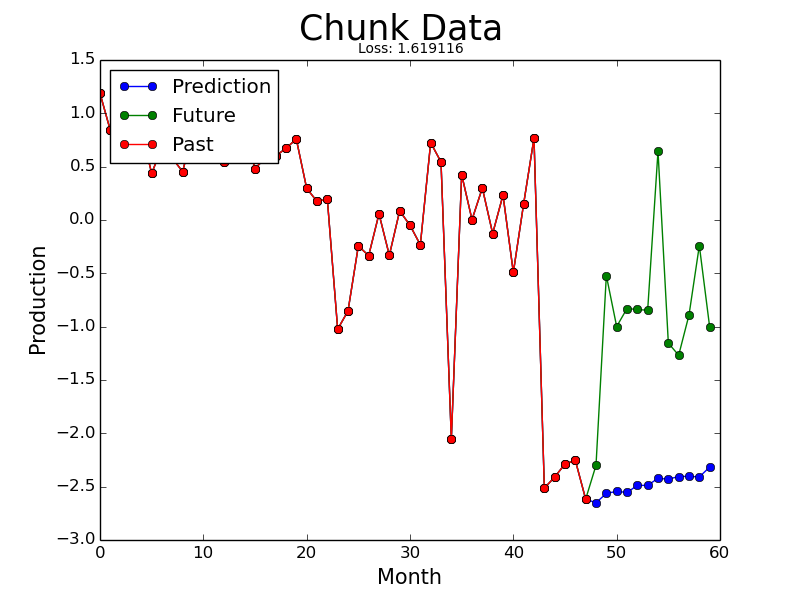 Chunk Data
Loss: 1.619116
Prediction
Future
Past
1.5
1.0
0.5
0.0
−0.5
−1.0
−1.5
−2.0
−2.5
−3.0
Production
0 10 20 30 40 50 60
Month